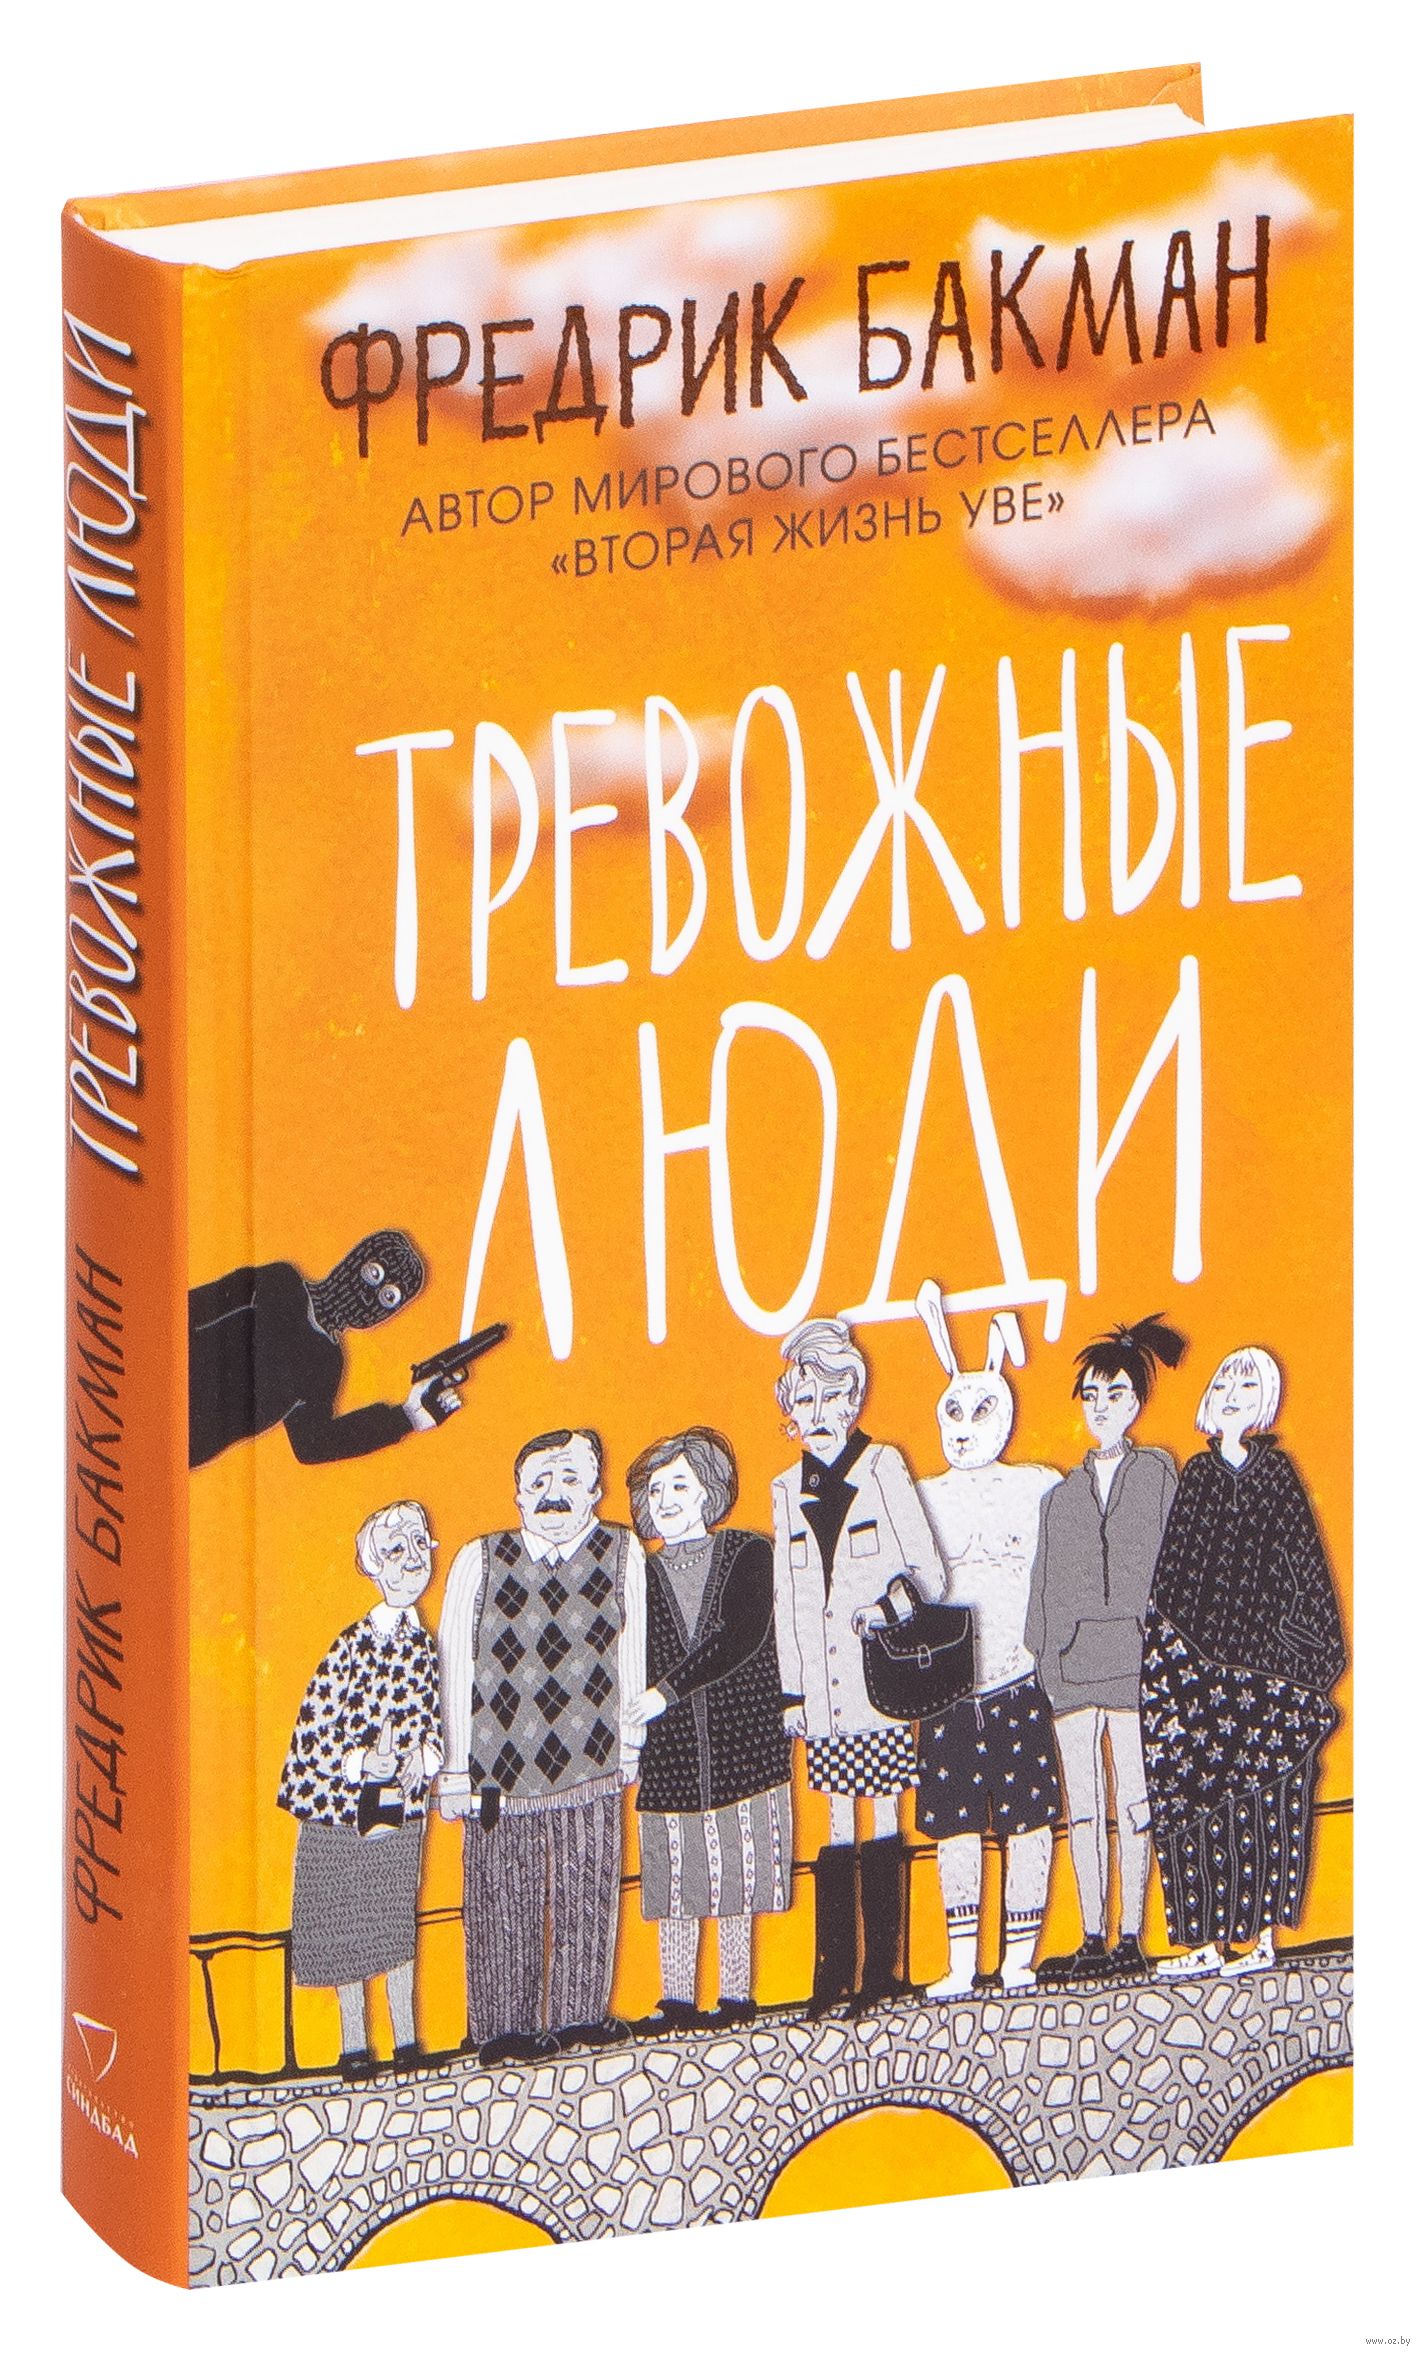 ФРЕДРИК БАКМАН
АВТОР МИРОВОГО БЕСТСЕЛЛЕРА
«ВТОРАЯ ЖИЗНЬ УВЕ»
ТРЕВОЖНЫЕ
ЛЮДИ
ФРЕДРИК БАКМАН ТРЕВОЖНЫЕ ЛЮДИ
СИНДБАД
www.oz.by